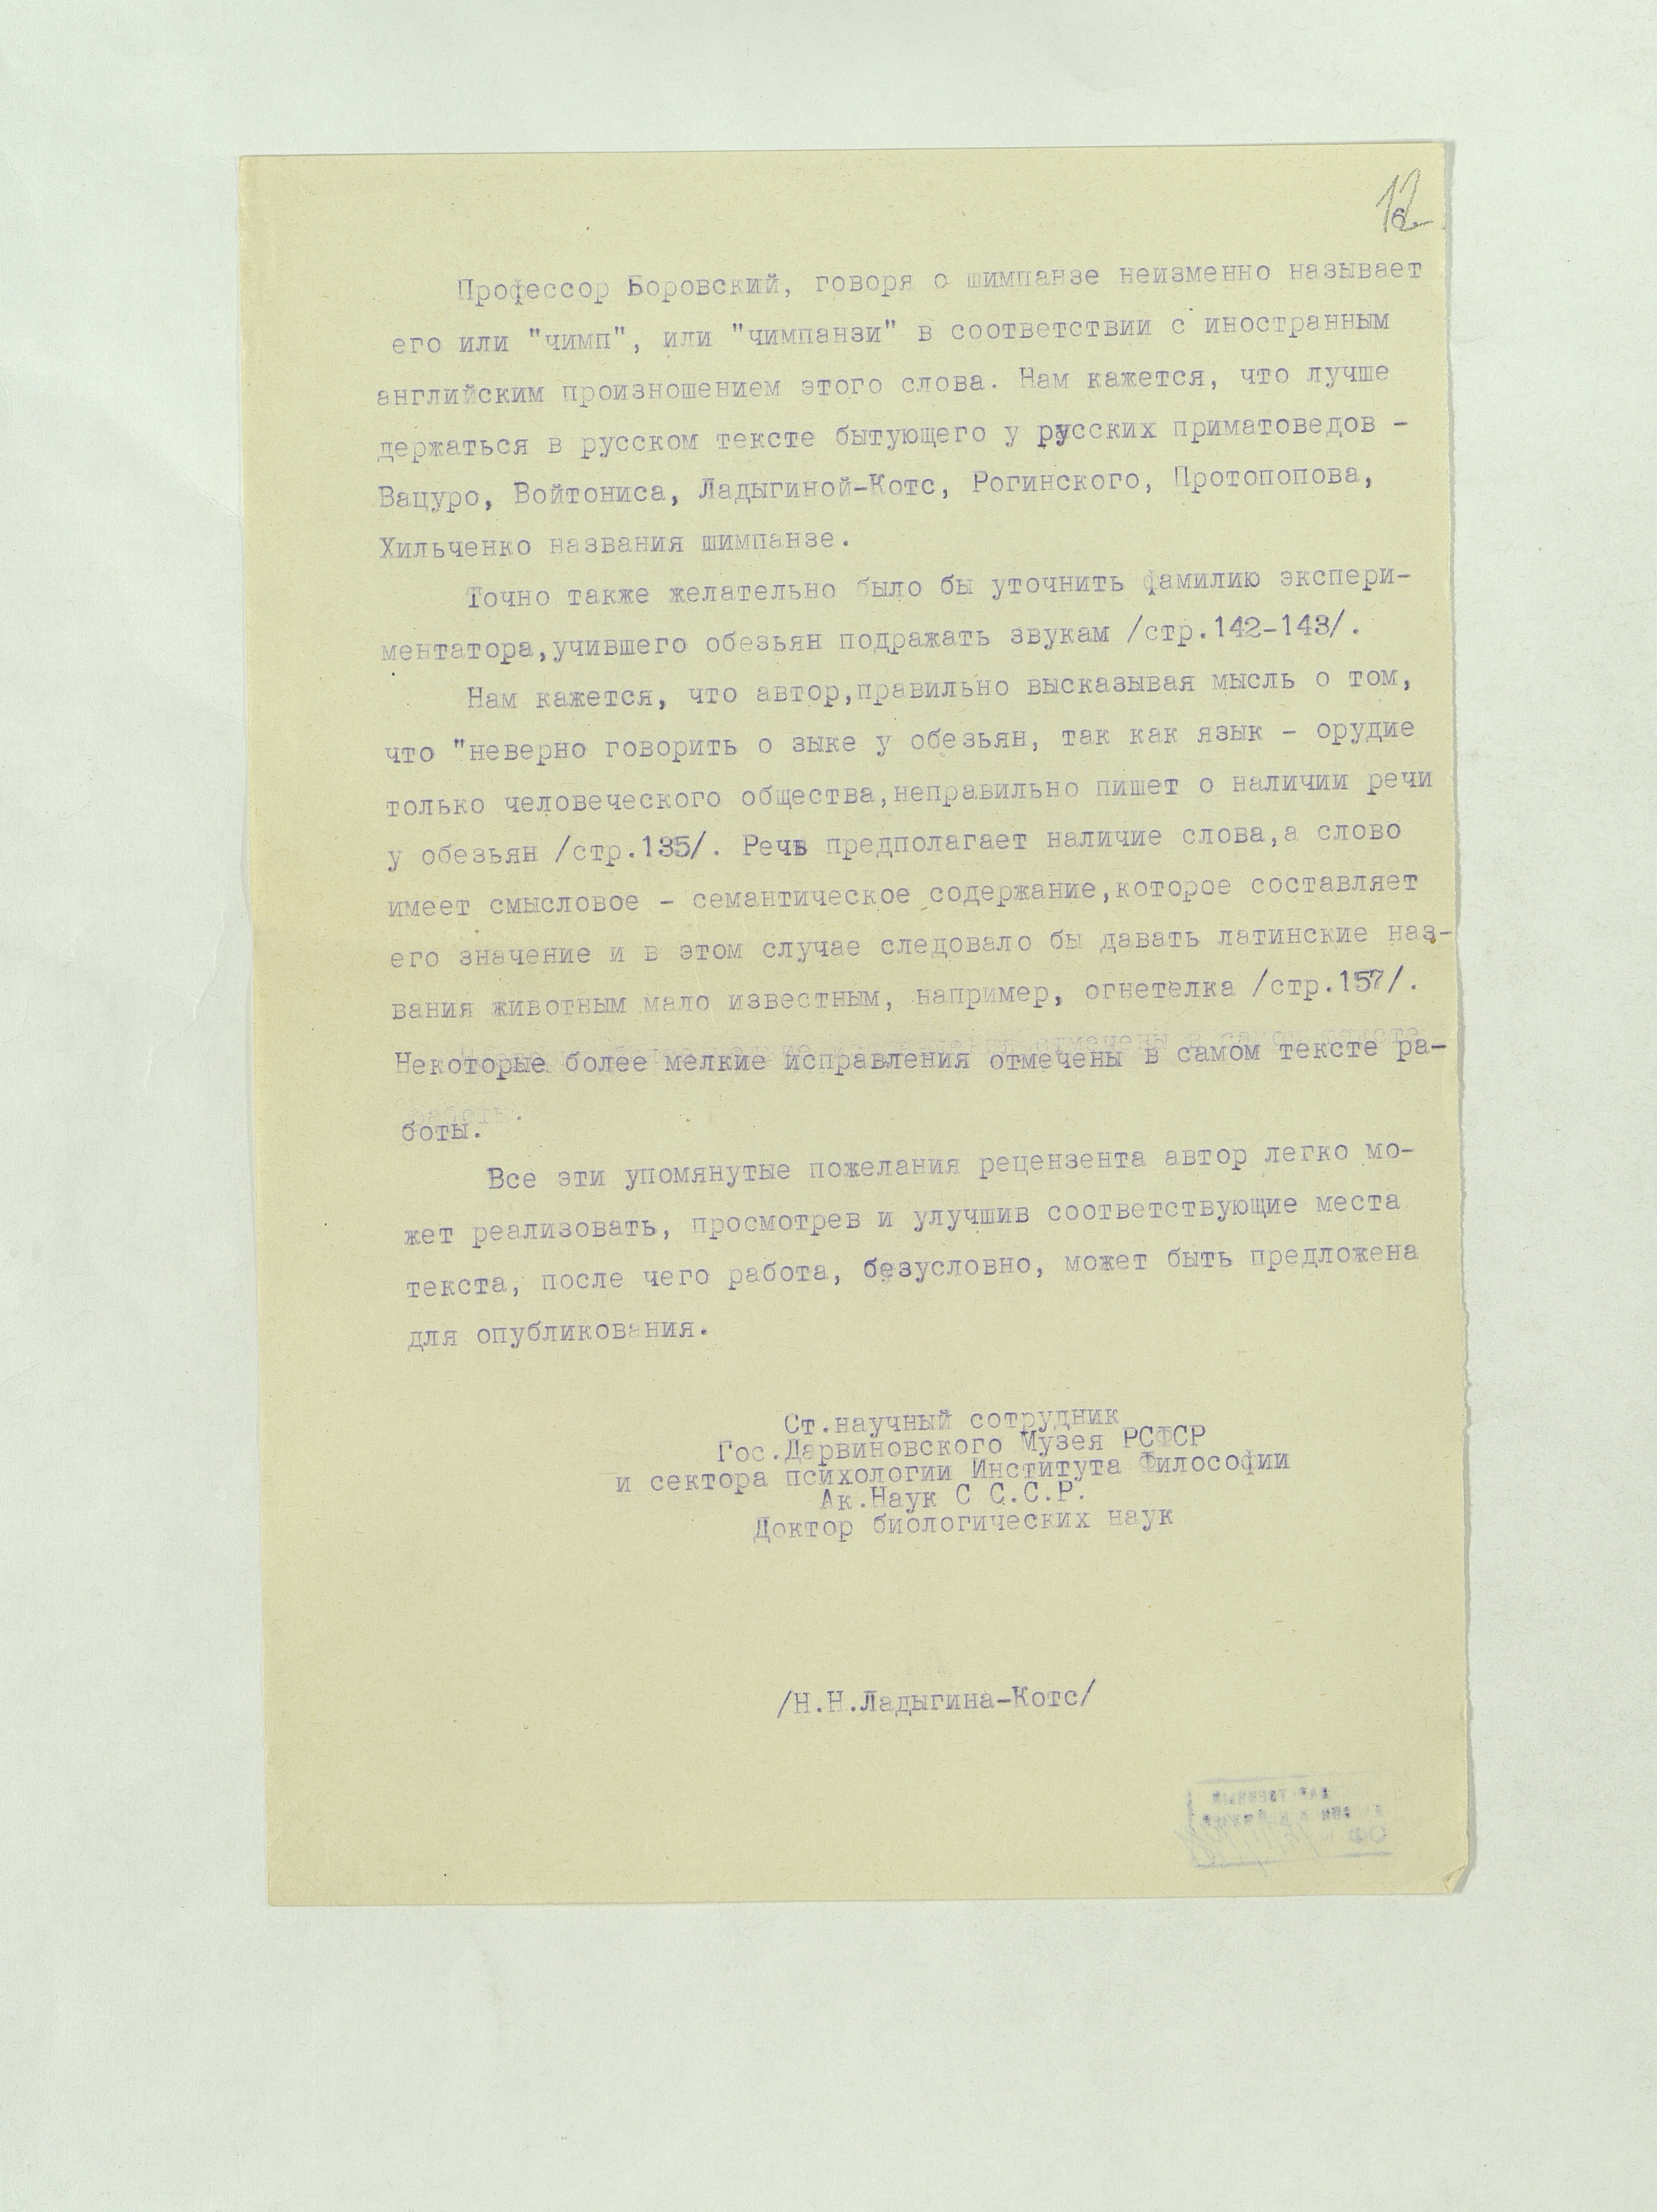 12
6
Профессор Боровский, говоря о шимпанзе неизменно называет
его или "чимп", или "чимпанзи" в соответствии с иностранным
английским произношением этого слова. Нам кажется, что лучше
держаться в русском тексте бытующего у русских приматоведов -
Вацуро, Войтониса, Ладыгиной-Котс, Рогинского, Протопопова,
Хильченко названия шимпанзе.
Точно также желательно было бы уточнить фамилию экспери-
ментатора,учившего обезьян подражать звукам /стр.142-143/.
Нам кажется, что автор,правильно высказывая мысль о том,
что "неверно говорить о зыке у обезьян, так как язык - орудие
только человеческого общества,неправильно пишет о наличии речи
у обезьян /стр.135/. Речь предполагает наличие слова,а слово
имеет смысловое - семантическое содержание,которое составляет
его значение и в этом случае следовало бы давать латинские наз-
вания животным мало известным, например, огнетелка /стр.157/.
Некоторые более мелкие исправления отмечены в самом тексте ра-
боты.
Все эти упомянутые пожелания рецензента автор легко мо-
жет реализовать, просмотрев и улучшив соответствующие места
текста, после чего работа, безусловно, может быть предложена
для опубликования.
Ст.научный сотрудник
Гос.Дарвиновского Музея РСФСР
и сектора психологии Института Философии
Ак.Наук С С.С.Р.
Доктор биологических наук
/Н.Н.Ладыгина-Котс/